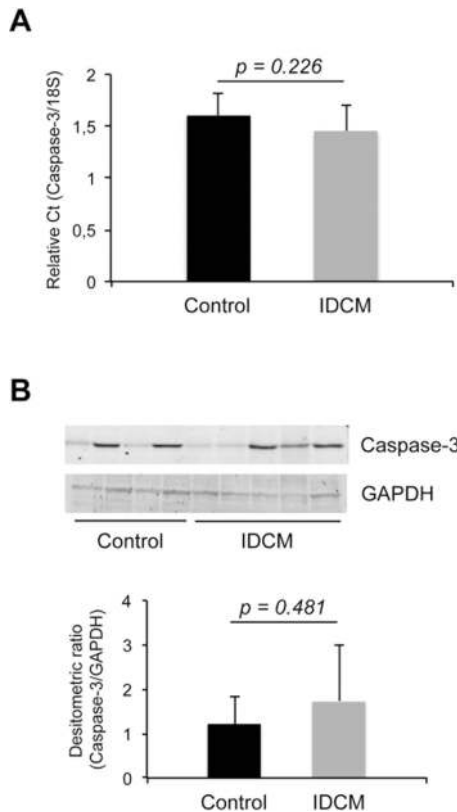 A
Relative Ct (Caspase-3/18S)
2
1,5
1
0,5
0
p = 0.226
Control IDCM
B
Caspase-3
GAPDH
Control IDCM
Desitometric ratio
(Caspase-3/GAPDH)
4
3
2
1
0
p = 0.481
Control IDCM